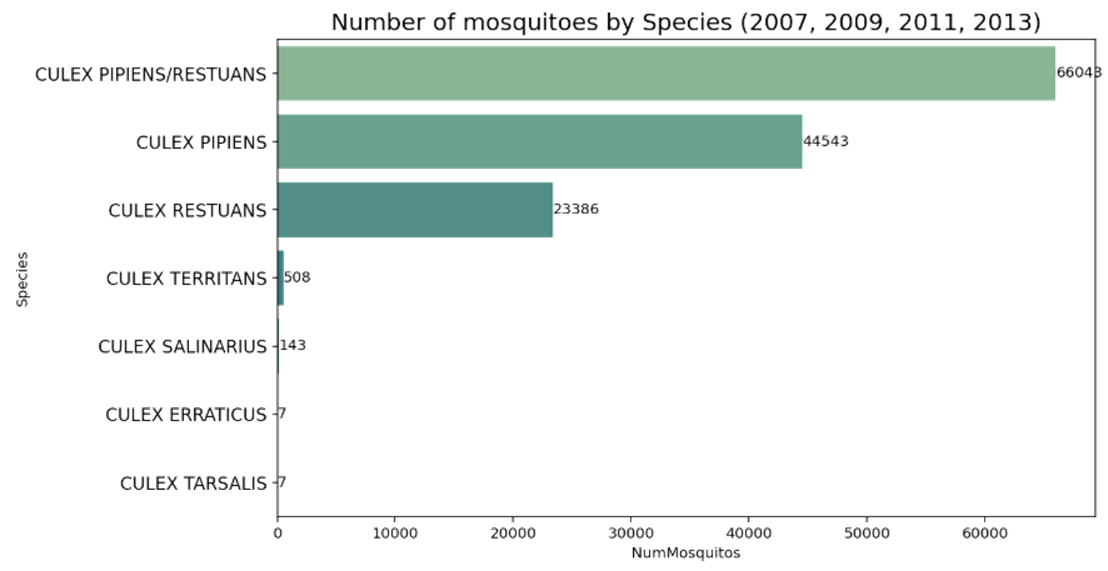 Number of mosquitoes by Species (2007, 2009, 2011, 2013)
CULEX PIPIENS/RESTUANS 66043
CULEX PIPIENS 44543
CULEX RESTUANS 23386
CULEX TERRITANS 508
CULEX SALINARIUS 143
CULEX ERRATICUS 7
CULEX TARSALIS 7
Species
0 10000 20000 30000 40000 50000 60000
NumMosquitos